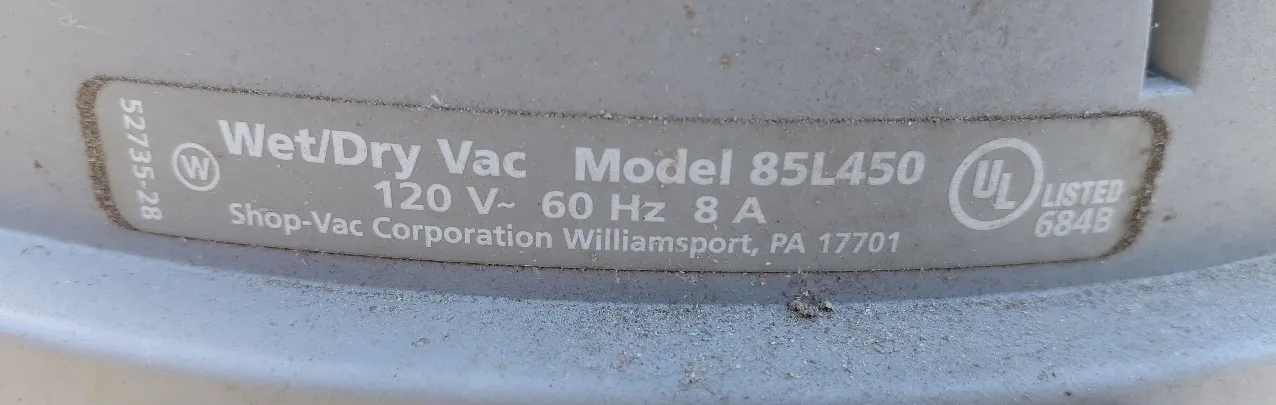 52735-28
W
Wet/Dry Vac Model 85L450
120 V~ 60 Hz 8 A
Shop-Vac Corporation Williamsport, PA 17701
UL
LISTED
684B